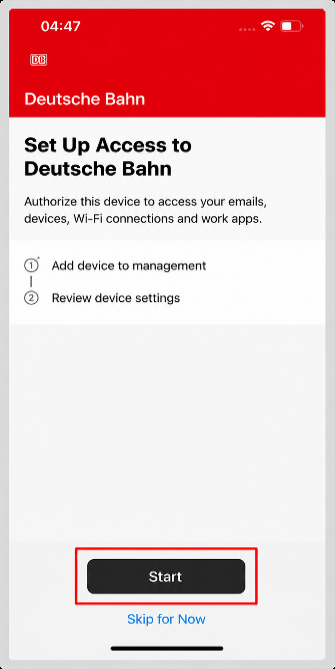 04:47
DB
Deutsche Bahn
Set Up Access to
Deutsche Bahn
Authorize this device to access your emails,
devices, Wi-Fi connections and work apps.
1 Add device to management
2 Review device settings
Start
Skip for Now